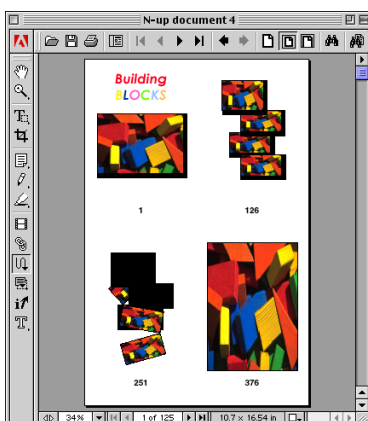 N-up document 4
Building
BLOCKS
1
126
251
376
34%
1 of 125
10.7 x 16.54 in